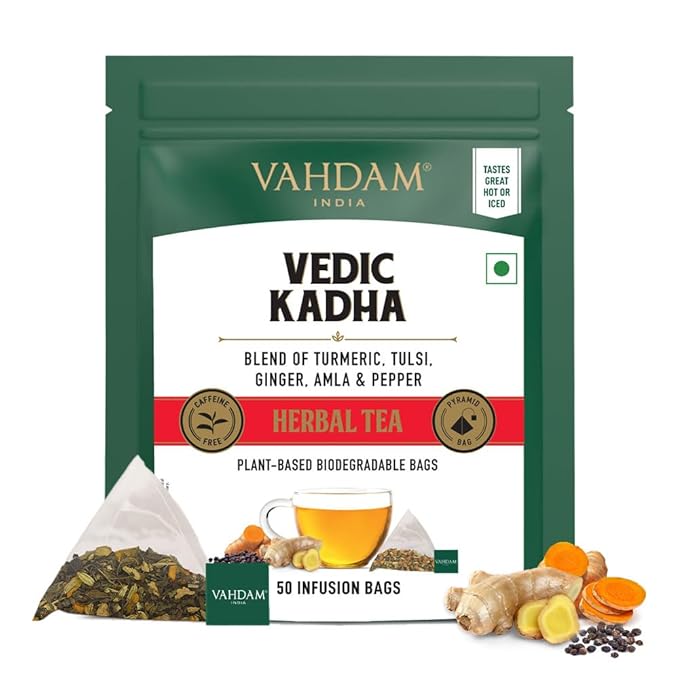 VAHDAM®
INDIA
TASTES
GREAT
HOT OR
ICED
VEDIC
KADHA
BLEND OF TURMERIC, TULSI,
GINGER, AMLA & PEPPER
CAFFEINE
FREE
HERBAL TEA
PYRAMID
BAG
PLANT-BASED BIODEGRADABLE BAGS
50 INFUSION BAGS
VAHDAM®
INDIA